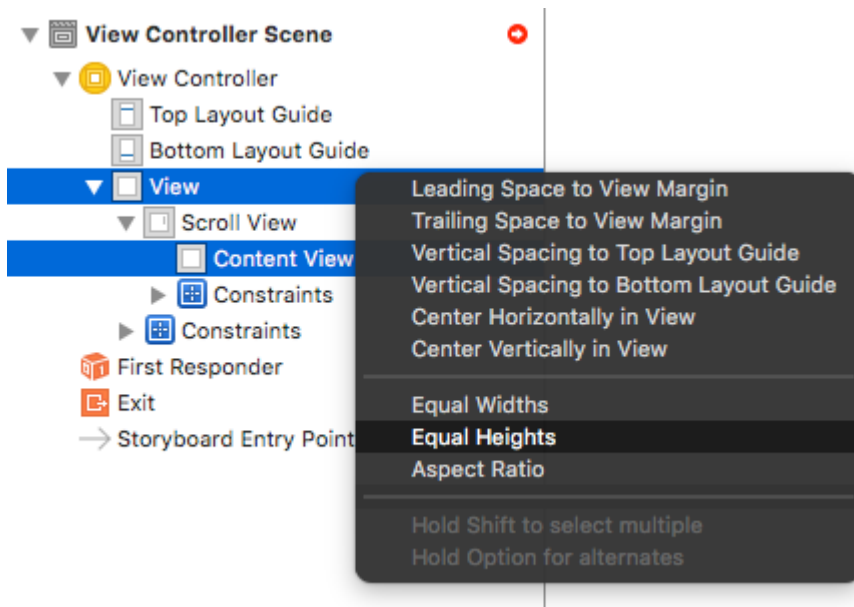 View Controller Scene
View Controller
Top Layout Guide
Bottom Layout Guide
View
Scroll View
Content View
Constraints
Constraints
First Responder
Exit
Storyboard Entry Point
Leading Space to View Margin
Trailing Space to View Margin
Vertical Spacing to Top Layout Guide
Vertical Spacing to Bottom Layout Guide
Center Horizontally in View
Center Vertically in View
Equal Widths
Equal Heights
Aspect Ratio
Hold Shift to select multiple
Hold Option for alternates